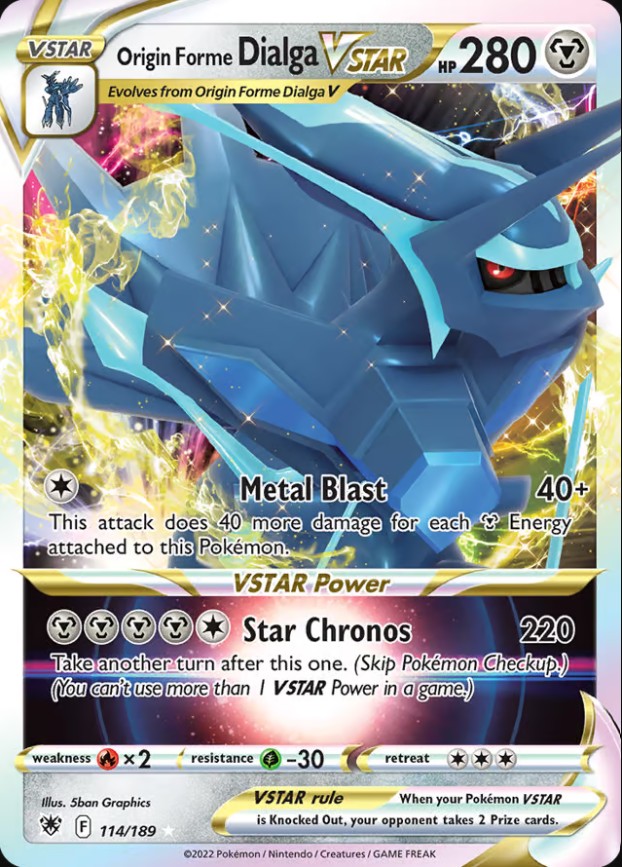 VSTAR Origin Forme Dialga VSTAR HP 280
Evolves from Origin Forme Dialga V
Metal Blast 40+
This attack does 40 more damage for each Energy
attached to this Pokémon.
VSTAR Power
Star Chronos 220
Take another turn after this one. (Skip Pokémon Checkup.)
(You can't use more than 1 VSTAR Power in a game.)
weakness ×2 resistance -30 retreat
Illus. 5ban Graphics
F 114/189
VSTAR rule When your Pokémon VSTAR
is Knocked Out, your opponent takes 2 Prize cards.
©2022 Pokémon / Nintendo / Creatures / GAME FREAK